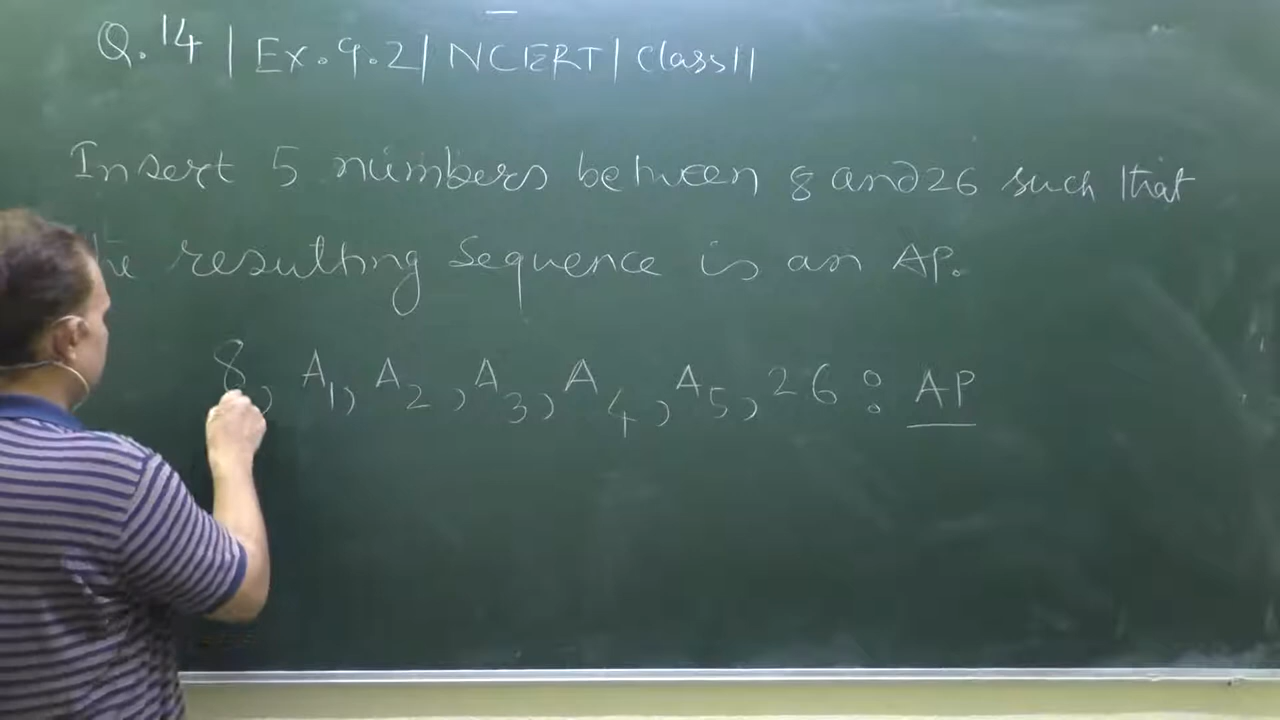 Q.14 | Ex.9.2 | NCERT | Class 11
Insert 5 numbers between 8 and 26 such that
the resulting sequence is an AP.
8, A1, A2, A3, A4, A5, 26 : AP